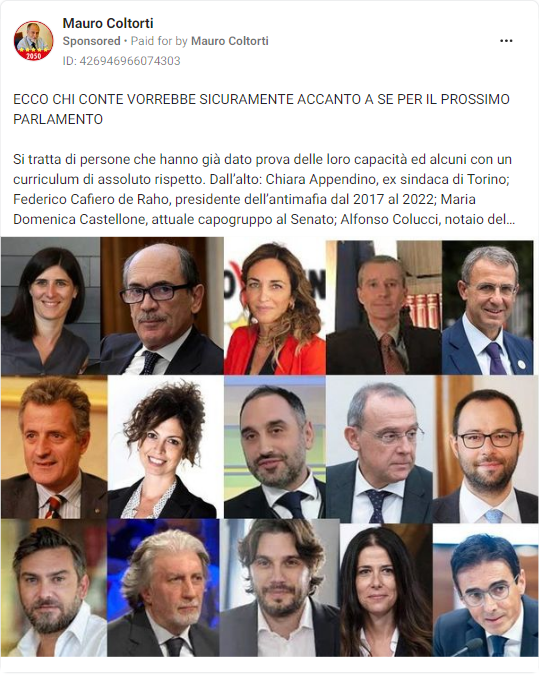 Mauro Coltorti
Sponsored • Paid for by Mauro Coltorti
ID: 426946966074303
2050
ECCO CHI CONTE VORREBBE SICURAMENTE ACCANTO A SE PER IL PROSSIMO
PARLAMENTO
Si tratta di persone che hanno già dato prova delle loro capacità ed alcuni con un
curriculum di assoluto rispetto. Dall'alto: Chiara Appendino, ex sindaca di Torino;
Federico Cafiero de Raho, presidente dell'antimafia dal 2017 al 2022; Maria
Domenica Castellone, attuale capogruppo al Senato; Alfonso Colucci, notaio del...